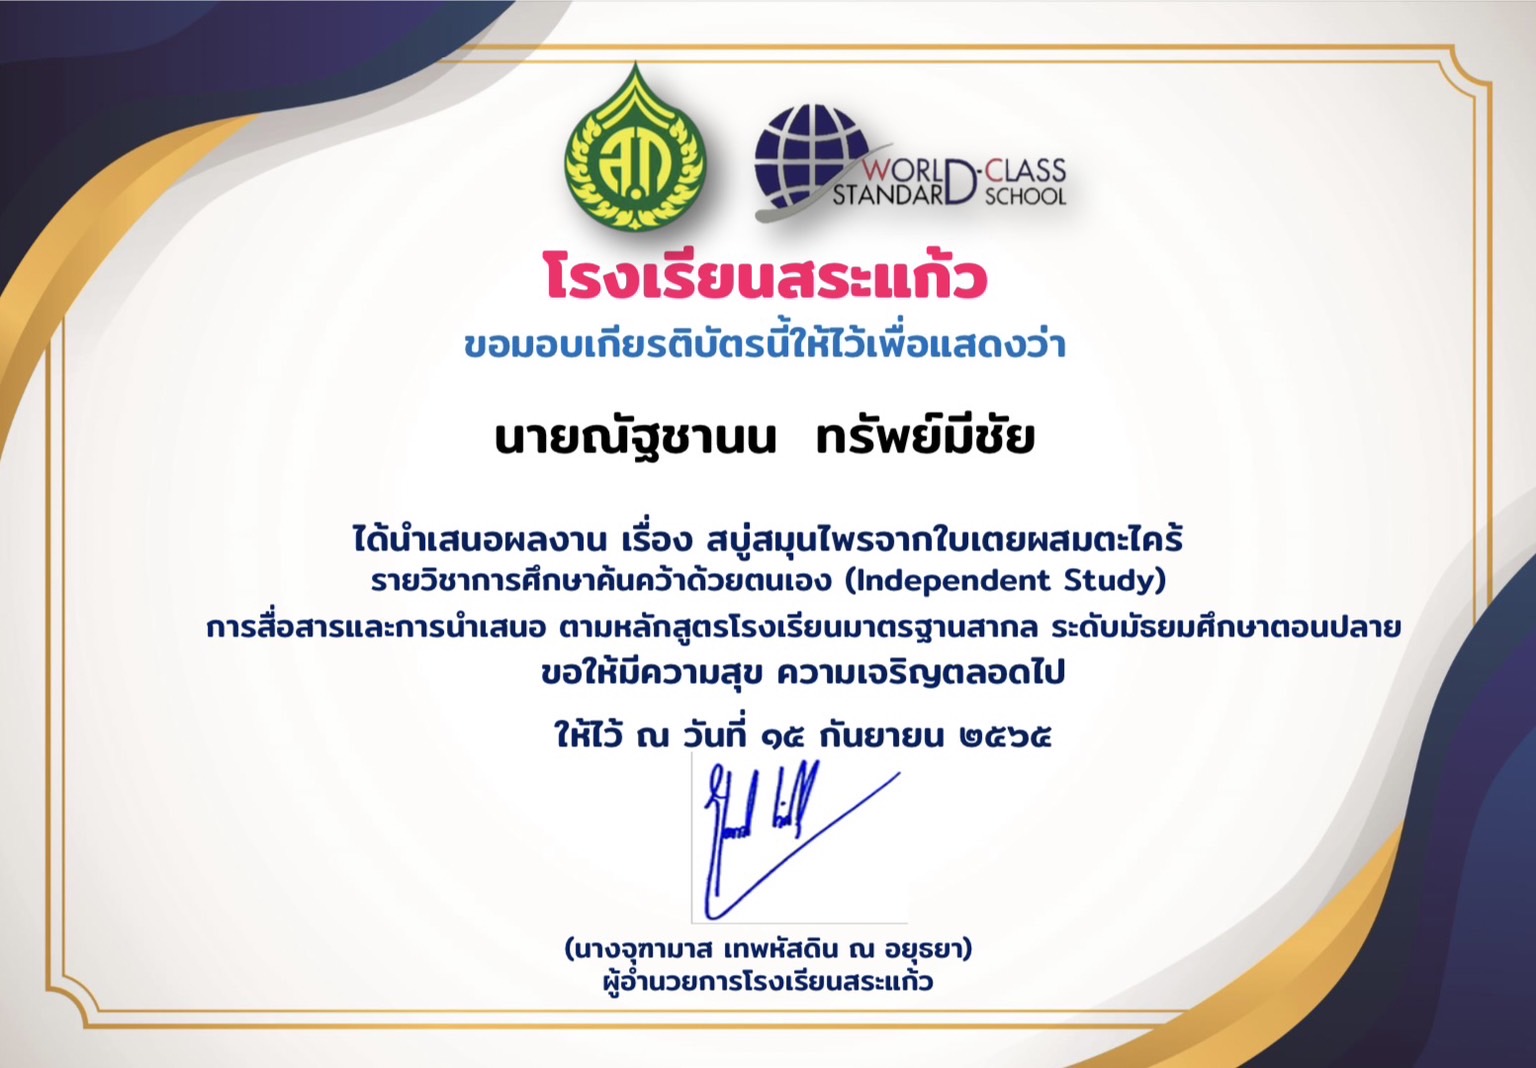 ส.ก.
WORLD-CLASS
STANDARD SCHOOL
โรงเรียนสระแก้ว
ขอมอบเกียรติบัตรนี้ให้ไว้เพื่อแสดงว่า
นายณัฐชานน ทรัพย์มีชัย
ได้นำเสนอผลงาน เรื่อง สบู่สมุนไพรจากใบเตยผสมตะไคร้
รายวิชาการศึกษาค้นคว้าด้วยตนเอง (Independent Study)
การสื่อสารและการนำเสนอ ตามหลักสูตรโรงเรียนมาตรฐานสากล ระดับมัธยมศึกษาตอนปลาย
ขอให้มีความสุข ความเจริญตลอดไป
ให้ไว้ ณ วันที่ ๑๕ กันยายน ๒๕๖๕
(นางจุฑามาส เทพหัสดิน ณ อยุธยา)
ผู้อำนวยการโรงเรียนสระแก้ว